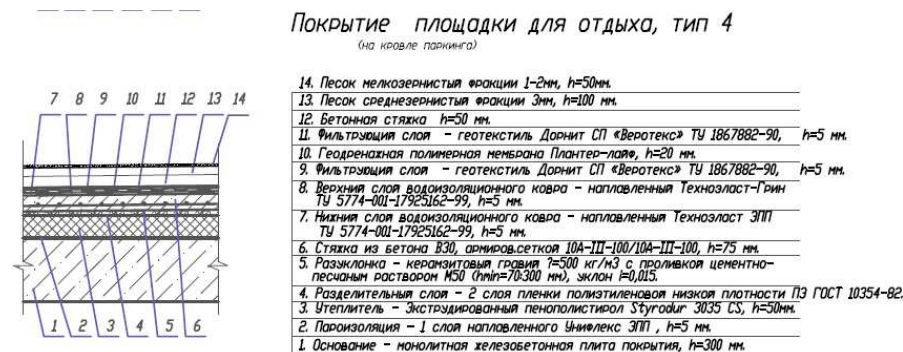 Покрытие площадки для отдыха, тип 4
(на кровле паркинга)
7 8 9 10 11 12 13 14
14. Песок мелкозернистый фракции 1-2мм, h=50мм.
13. Песок среднезернистый фракции 3мм, h=100 мм.
12. Бетонная стяжка h=50 мм.
11. Фильтрующий слой - геотекстиль Дорнит СП «Веротекс» ТУ 1867882-90, h=5 мм.
10. Геодренажная полимерная мембрана Плантер-лайф, h=20 мм.
9. Фильтрующий слой - геотекстиль Дорнит СП «Веротекс» ТУ 1867882-90, h=5 мм.
8. Верхний слой водоизоляционного ковра - наплавленный Техноэласт-Грин
ТУ 5774-001-17925162-99, h=5 мм.
7. Нижний слой водоизоляционного ковра - наплавленный Техноэласт ЭПП
ТУ 5774-001-17925162-99, h=5 мм.
6. Стяжка из бетона В30, армиров.сеткой 10А-III-100/10А-III-100, h=75 мм.
5. Разуклонка - керамзитовый гравий ?=500 кг/м3 с проливкой цементно-
песчаным раствором М50 (hmin=70-300 мм), уклон i=0,015.
4. Разделительный слой - 2 слоя пленки полиэтиленовой низкой плотности ПЭ ГОСТ 10354-82.
3. Утеплитель - Экструдированный пенополистирол Styrodur 3035 CS, h=50мм.
2. Пароизоляция - 1 слой наплавленного Унифлекс ЭПП , h=5 мм.
1. Основание - монолитная железобетонная плита покрытия, h=300 мм.
1 2 3 4 5 6